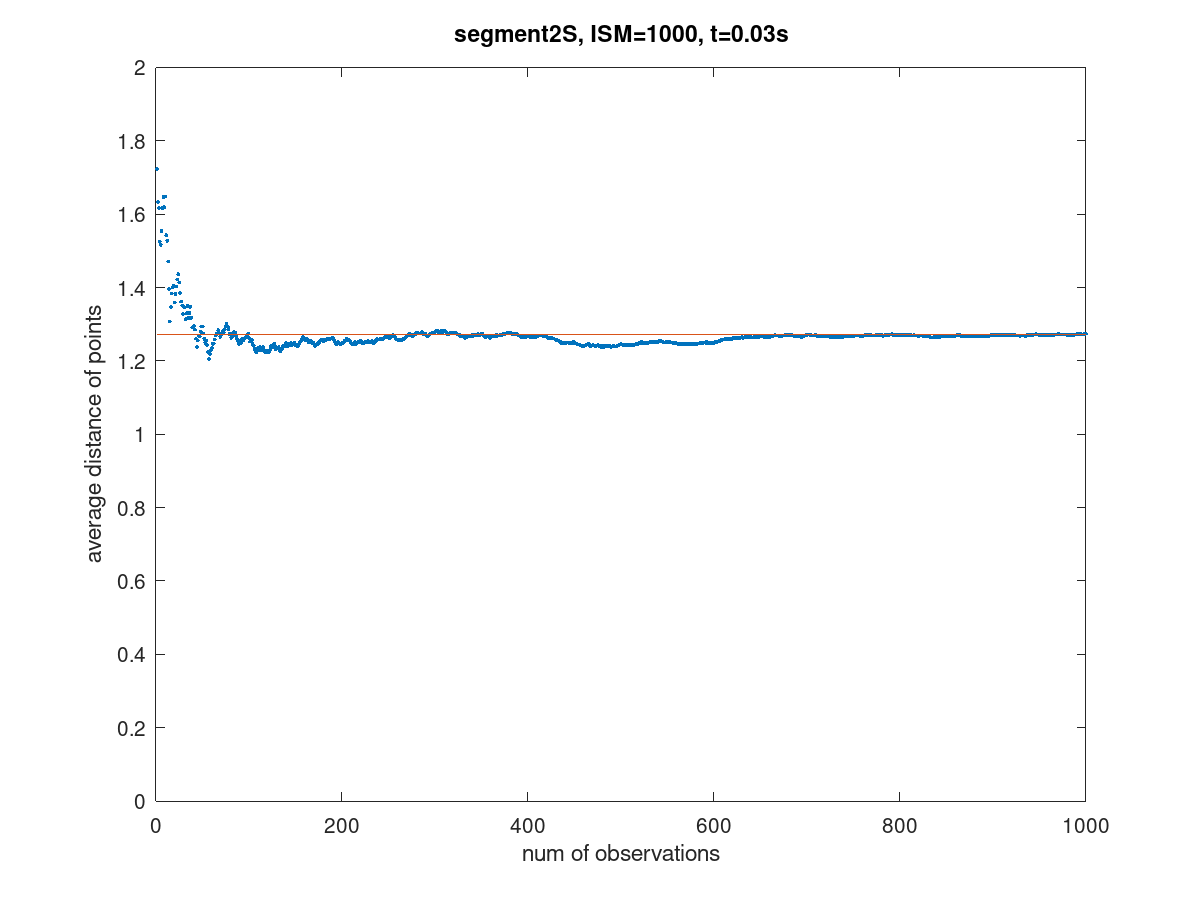 segment2S, ISM=1000, t=0.03s
2
1.8
1.6
1.4
1.2
1
0.8
0.6
0.4
0.2
0
average distance of points
0 200 400 600 800 1000
num of observations